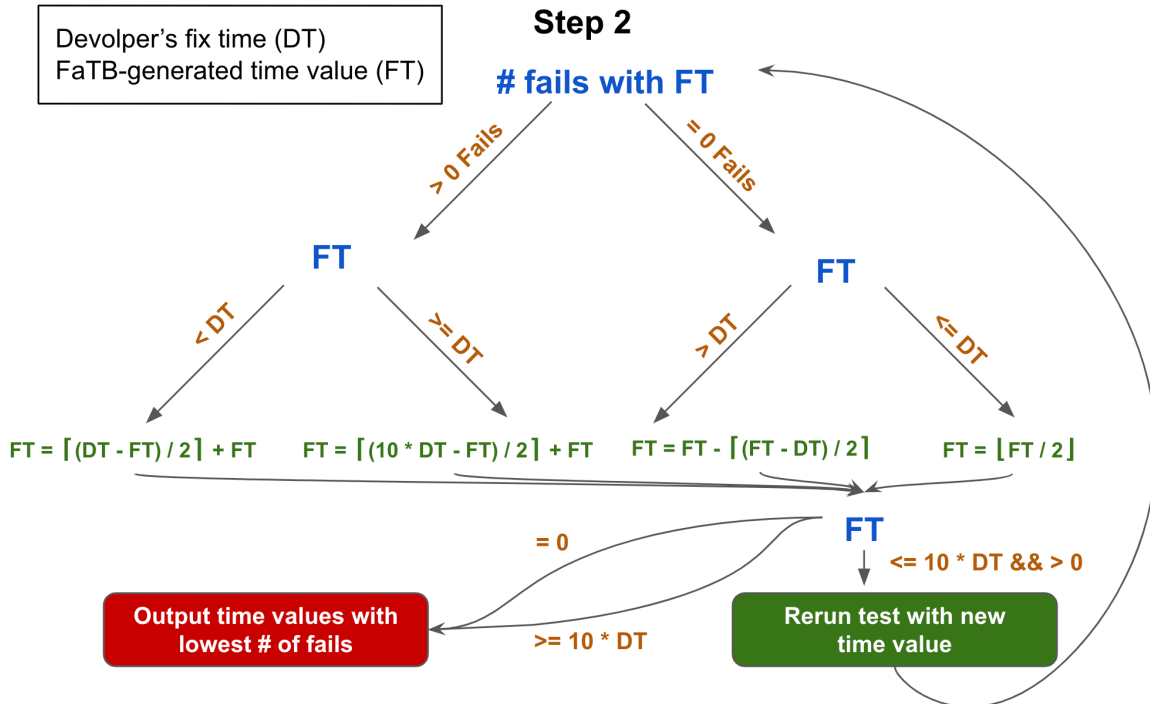 Step 2
Devolper's fix time (DT)
FaTB-generated time value (FT)
# fails with FT
> 0 Fails
= 0 Fails
FT
FT
< DT
>= DT
> DT
<= DT
FT = ⌈(DT - FT) / 2⌉ + FT
FT = ⌈(10 * DT - FT) / 2⌉ + FT
FT = FT - ⌈(FT - DT) / 2⌉
FT = ⌊FT / 2⌋
FT
= 0
<= 10 * DT && > 0
>= 10 * DT
Output time values with
lowest # of fails
Rerun test with new
time value